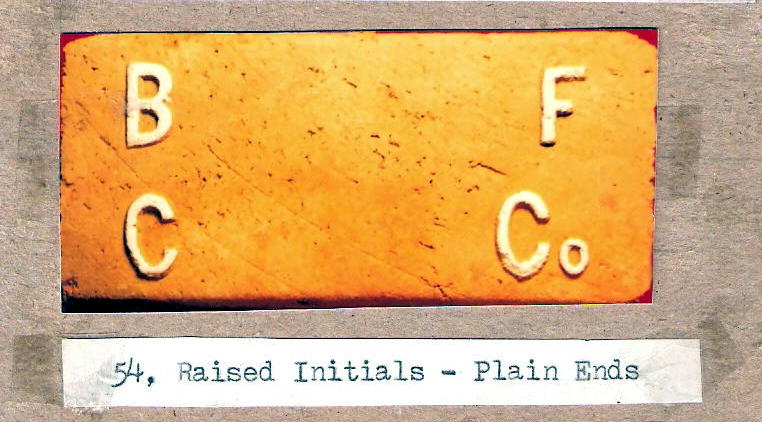 B F
C Co
54, Raised Initials - Plain Ends